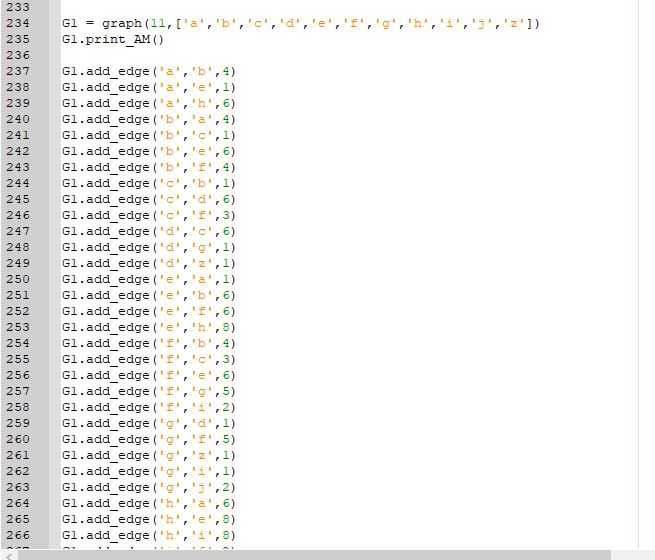 233
234 G1 = graph(11,['a','b','c','d','e','f','g','h','i','j','z'])
235 G1.print_AM()
236
237 G1.add_edge('a','b',4)
238 G1.add_edge('a','e',1)
239 G1.add_edge('a','h',6)
240 G1.add_edge('b','a',4)
241 G1.add_edge('b','c',1)
242 G1.add_edge('b','e',6)
243 G1.add_edge('b','f',4)
244 G1.add_edge('c','b',1)
245 G1.add_edge('c','d',6)
246 G1.add_edge('c','f',3)
247 G1.add_edge('d','c',6)
248 G1.add_edge('d','g',1)
249 G1.add_edge('d','z',1)
250 G1.add_edge('e','a',1)
251 G1.add_edge('e','b',6)
252 G1.add_edge('e','f',6)
253 G1.add_edge('e','h',8)
254 G1.add_edge('f','b',4)
255 G1.add_edge('f','c',3)
256 G1.add_edge('f','e',6)
257 G1.add_edge('f','g',5)
258 G1.add_edge('f','i',2)
259 G1.add_edge('g','d',1)
260 G1.add_edge('g','f',5)
261 G1.add_edge('g','z',1)
262 G1.add_edge('g','i',1)
263 G1.add_edge('g','j',2)
264 G1.add_edge('h','a',6)
265 G1.add_edge('h','e',8)
266 G1.add_edge('h','i',8)